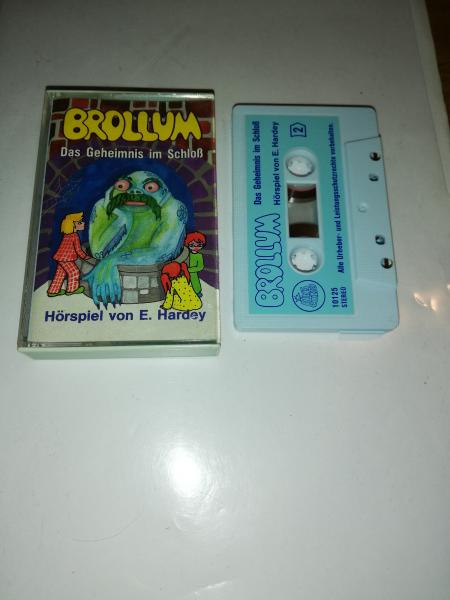 BROLLUM
Das Geheimnis im Schloß
Hörspiel von E. Hardey
BROLLUM
Das Geheimnis im Schloß
Hörspiel von E. Hardey
2
10125
STEREO
Alle Urheber- und Leistungsschutzrechte vorbehalten.